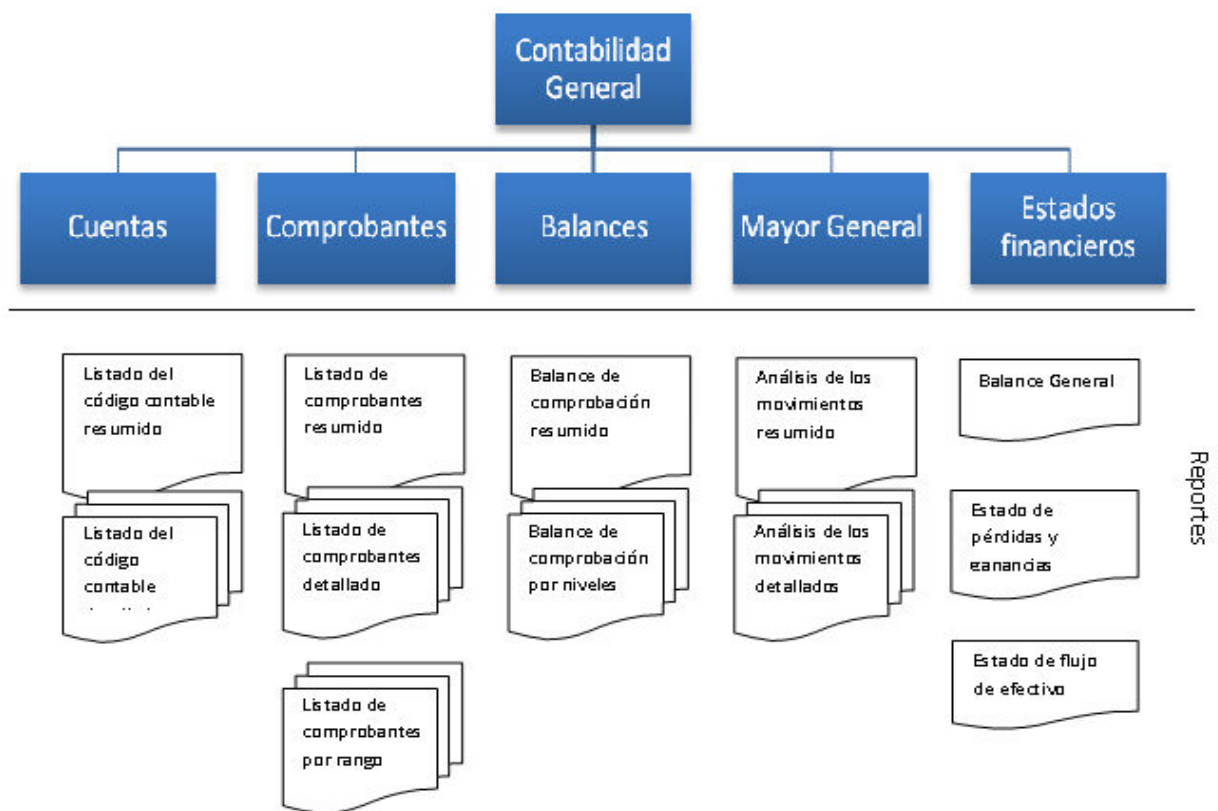 Contabilidad
General
Cuentas
Comprobantes
Balances
Mayor General
Estados
financieros
Listado del
código contable
resumido
Listado del
código
contable
Listado de
comprobantes
resumido
Listado de
comprobantes
detallado
Listado de
comprobantes
por rango
Balance de
comprobación
resumido
Balance de
comprobación
por niveles
Análisis de los
movimientos
resumido
Análisis de los
movimientos
detallados
Balance General
Estado de
pérdidas y
ganancias
Estado de flujo
de efectivo
Reportes